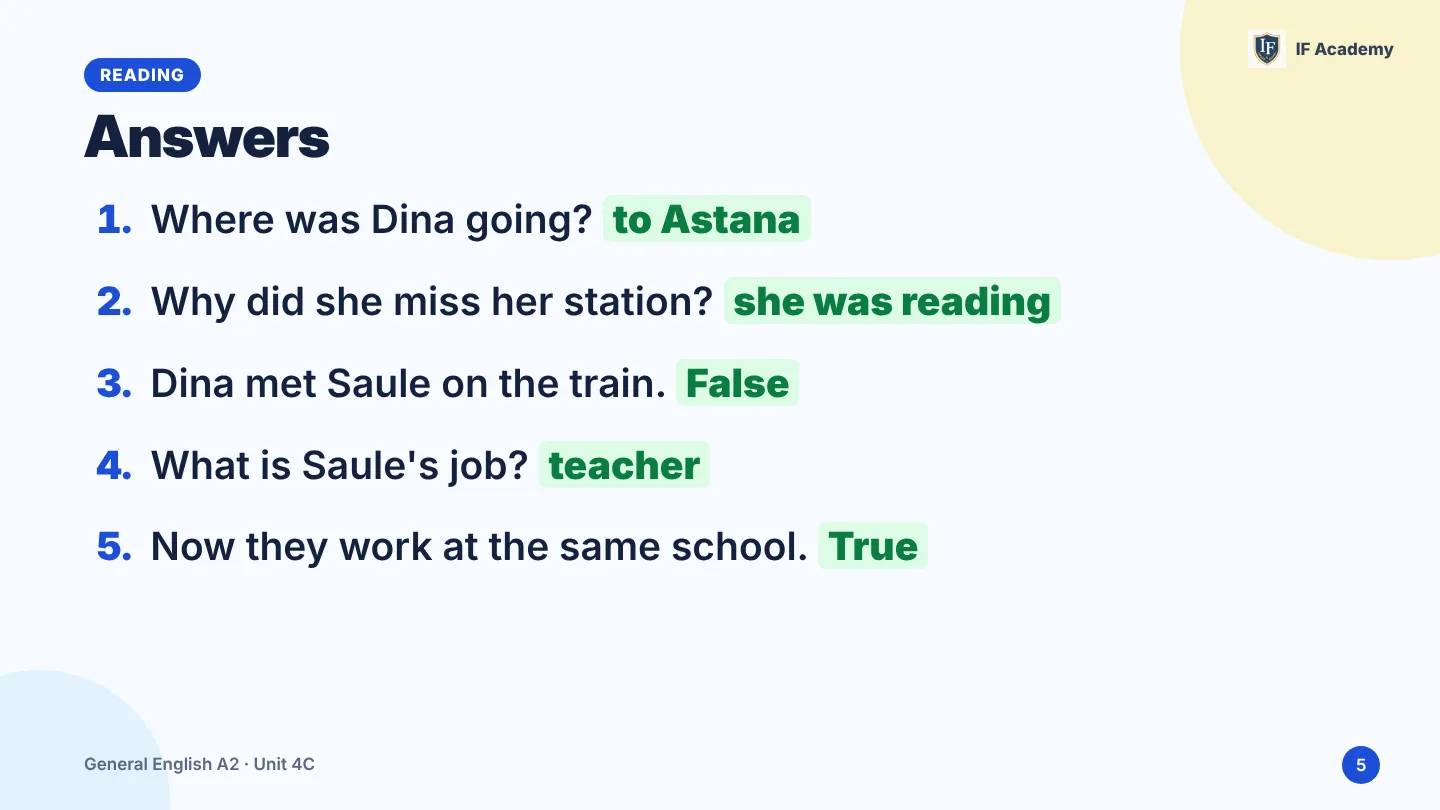 IF IF Academy
READING
Answers
1. Where was Dina going? to Astana
2. Why did she miss her station? she was reading
3. Dina met Saule on the train. False
4. What is Saule's job? teacher
5. Now they work at the same school. True
General English A2 · Unit 4C
5